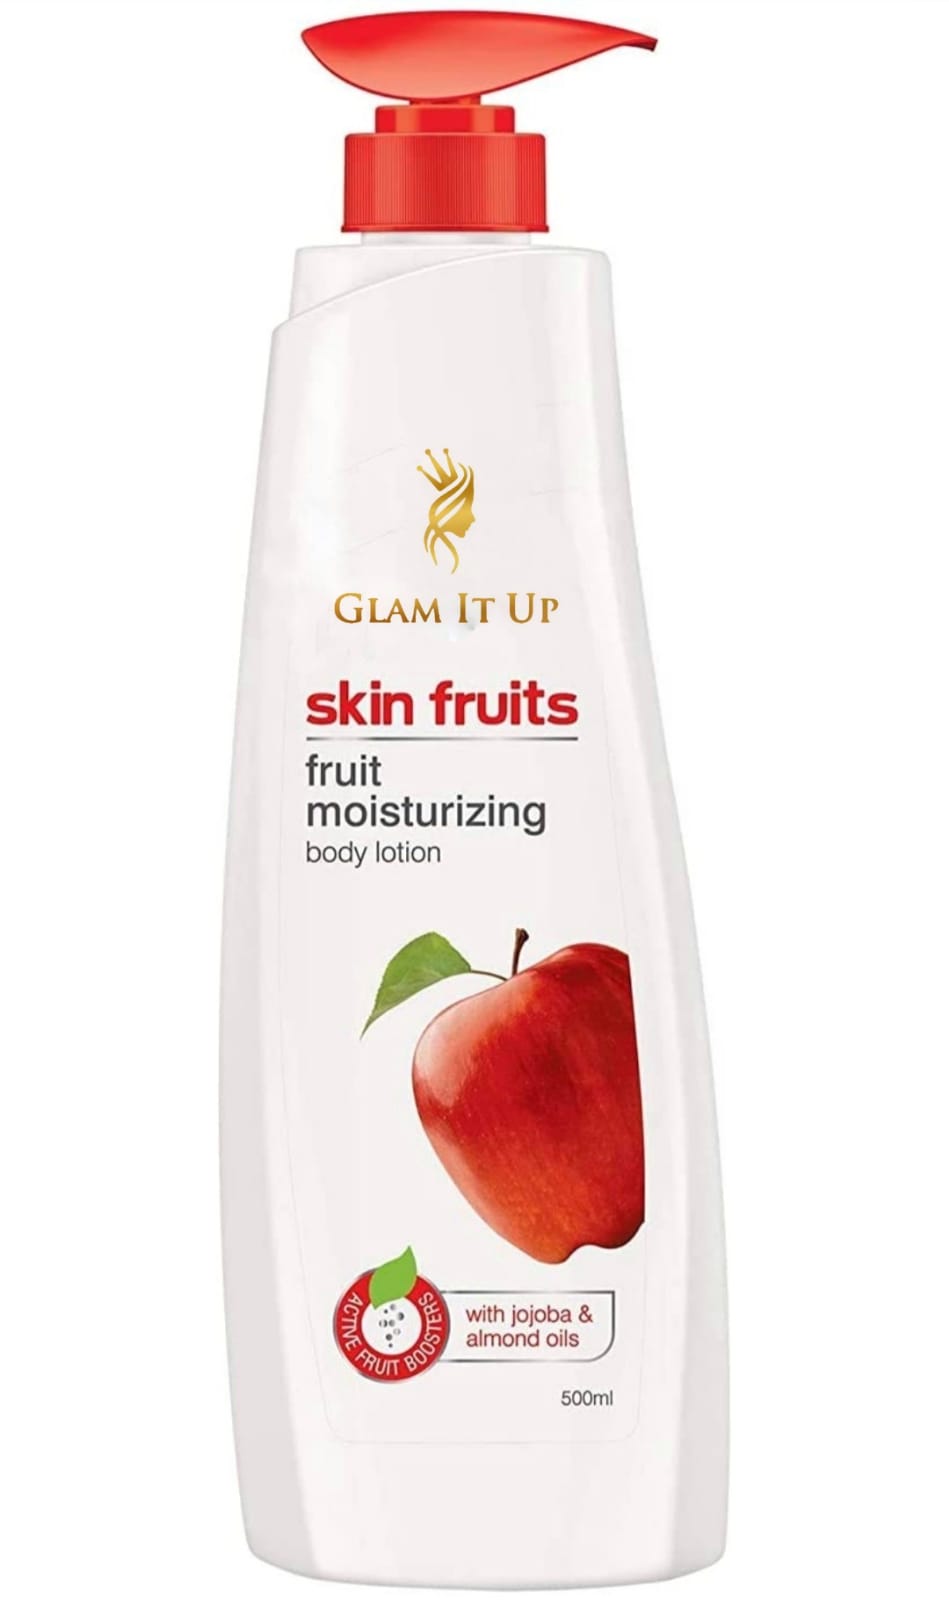 GLAM IT UP
skin fruits
fruit
moisturizing
body lotion
ACTIVE FRUIT BOOSTERS
with jojoba &
almond oils
500ml